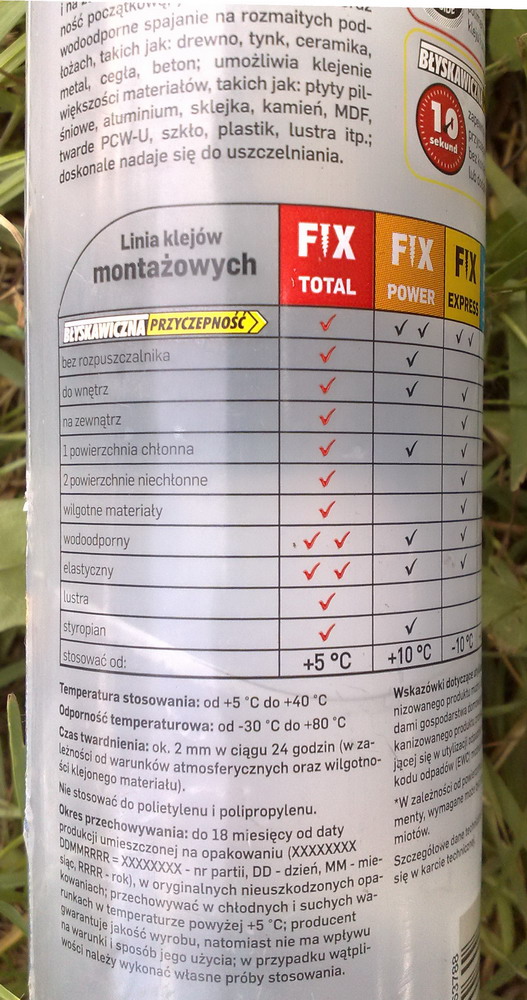 ność
wodoodporne spajanie na rozmaitych pod-
łożach, takich jak: drewno, tynk, ceramika,
metal, cegła, beton; umożliwia klejenie
większości materiałów, takich jak: płyty pil-
śniowe, aluminium, sklejka, kamień, MDF,
twarde PCW-U, szkło, plastik, lustra itp.;
doskonale nadaje się do uszczelniania.
BŁYSKAWICZNA
10
sekund
Linia klejów
montażowych
FIX
TOTAL
FIX
POWER
FIX
EXPRESS
BŁYSKAWICZNA PRZYCZEPNOŚĆ ✓ ✓ ✓ ✓ ✓
bez rozpuszczalnika ✓ ✓
do wnętrz ✓ ✓ ✓
na zewnątrz ✓ ✓
1 powierzchnia chłonna ✓ ✓ ✓
2 powierzchnie niechłonne ✓ ✓
wilgotne materiały ✓ ✓
wodoodporny ✓ ✓ ✓ ✓
elastyczny ✓ ✓ ✓ ✓
lustra ✓
styropian ✓ ✓
stosować od: +5 °C +10 °C -10 °C
Temperatura stosowania: od +5 °C do +40 °C
Odporność temperaturowa: od -30 °C do +80 °C
Czas twardnienia: ok. 2 mm w ciągu 24 godzin (w za-
leżności od warunków atmosferycznych oraz wilgotno-
ści klejonego materiału).
Nie stosować do polietylenu i polipropylenu.
Okres przechowywania: do 18 miesięcy od daty
produkcji umieszczonej na opakowaniu (XXXXXXXX
DDMMRRRR = XXXXXXXX - nr partii, DD - dzień, MM - mie-
siąc, RRRR - rok), w oryginalnych nieuszkodzonych opa-
kowaniach; przechowywać w chłodnych i suchych wa-
runkach w temperaturze powyżej +5 °C; producent
gwarantuje jakość wyrobu, natomiast nie ma wpływu
na warunki i sposób jego użycia; w przypadku wątpli-
wości należy wykonać własne próby stosowania.
Wskazówki dotyczące
nizowanego produktu
dami gospodarstwa
kanizowanego produktu
jącej się w utylizacji
kodu odpadów (EWC)
*W zależności od
menty, wymagane
miotów.
Szczegółowe dane
się w karcie technicznej
53788